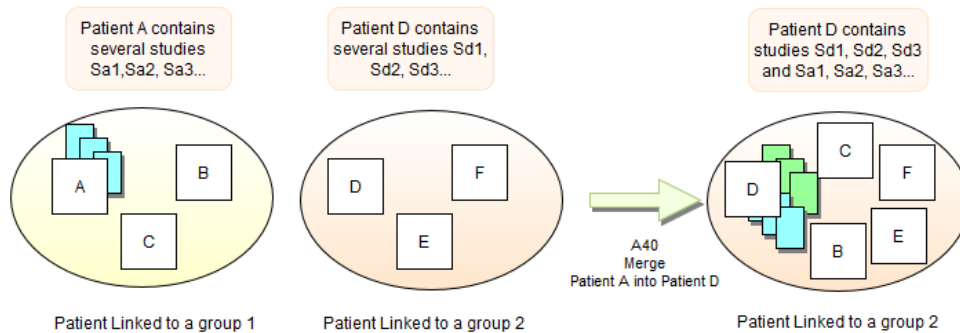 Patient A contains
several studies
Sa1,Sa2, Sa3...
Patient D contains
several studies Sd1,
Sd2, Sd3...
Patient D contains
studies Sd1, Sd2, Sd3
and Sa1, Sa2, Sa3...
A
B
C
D
F
E
A40
Merge
Patient A into Patient D
C
D
F
B
E
Patient Linked to a group 1
Patient Linked to a group 2
Patient Linked to a group 2